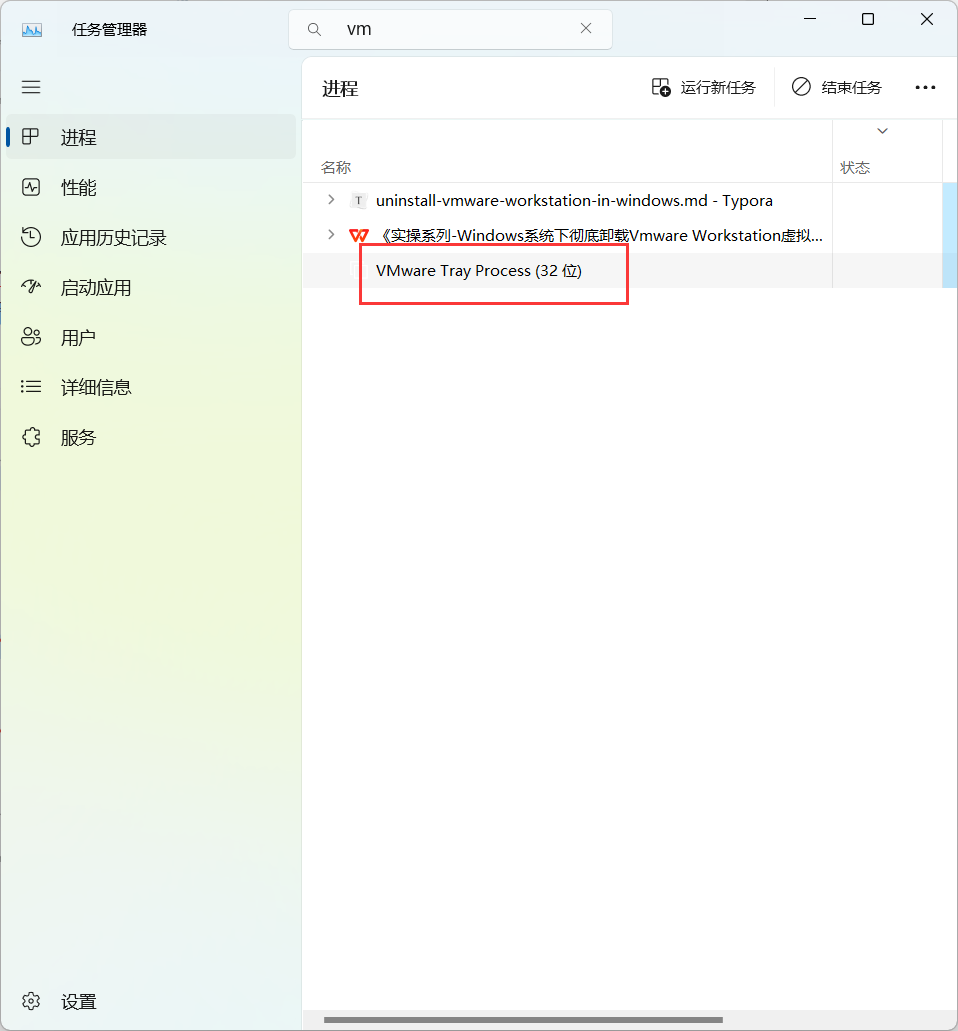 任务管理器
vm
进程
运行新任务
结束任务
进程
性能
应用历史记录
启动应用
用户
详细信息
服务
设置
名称
状态
uninstall-vmware-workstation-in-windows.md - Typora
《实操系列-Windows系统下彻底卸载Vmware Workstation虚拟...
VMware Tray Process (32 位)